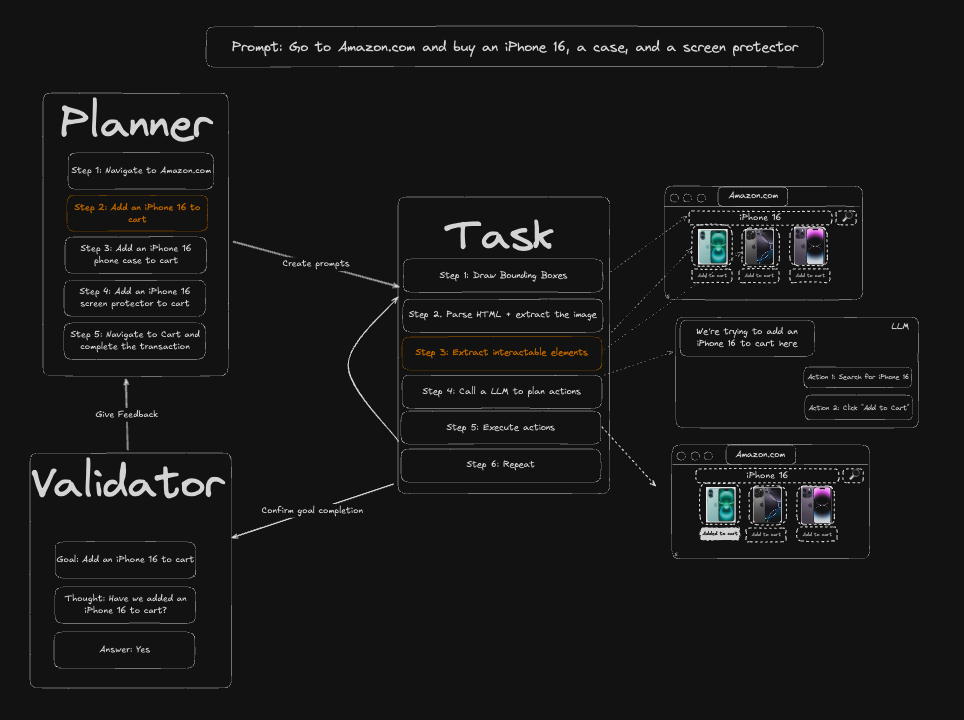 Prompt: Go to Amazon.com and buy an iPhone 16, a case, and a screen protector
Planner
Step 1: Navigate to Amazon.com
Step 2: Add an iPhone 16 to
cart
Step 3: Add an iPhone 16
phone case to cart
Step 4: Add an iPhone 16
screen protector to cart
Step 5: Navigate to Cart and
complete the transaction
Create prompts
Give Feedback
Validator
Goal: Add an iPhone 16 to cart
Thought: Have we added an
iPhone 16 to cart?
Answer: Yes
Confirm goal completion
Task
Step 1: Draw Bounding Boxes
Step 2. Parse HTML + extract the image
Step 3: Extract interactable elements
Step 4: Call a LLM to plan actions
Step 5: Execute actions
Step 6: Repeat
Amazon.com
iPhone 16
Add to cart
Add to cart
Add to cart
LLM
We're trying to add an
iPhone 16 to cart here
Action 1: Search for iPhone 16
Action 2: Click "Add to Cart"
Amazon.com
iPhone 16
Added to cart
Add to cart
Add to cart